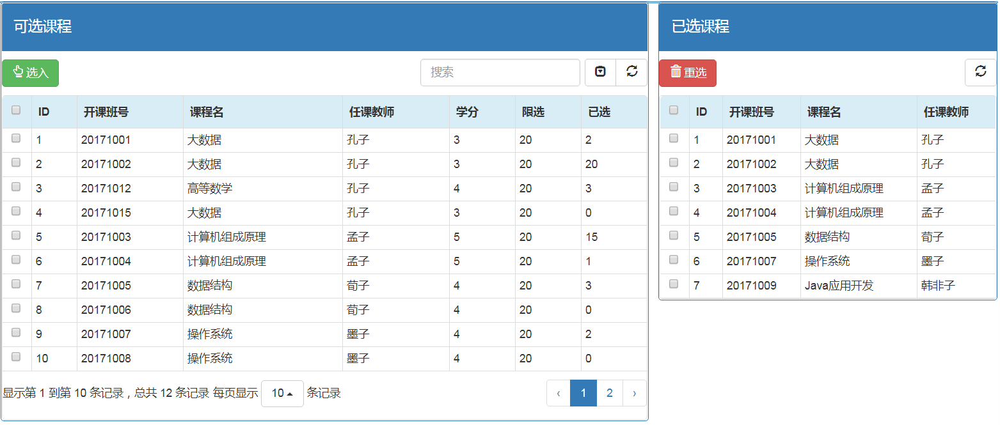 可选课程
选入
搜索
ID 开课班号 课程名 任课教师 学分 限选 已选
1 20171001 大数据 孔子 3 20 2
2 20171002 大数据 孔子 3 20 20
3 20171012 高等数学 孔子 4 20 3
4 20171015 大数据 孔子 3 20 0
5 20171003 计算机组成原理 孟子 5 20 15
6 20171004 计算机组成原理 孟子 5 20 1
7 20171005 数据结构 荀子 4 20 3
8 20171006 数据结构 荀子 4 20 0
9 20171007 操作系统 墨子 4 20 2
10 20171008 操作系统 墨子 4 20 0
显示第 1 到第 10 条记录，总共 12 条记录 每页显示 10 条记录
‹ 1 2 ›
已选课程
重选
ID 开课班号 课程名 任课教师
1 20171001 大数据 孔子
2 20171002 大数据 孔子
3 20171003 计算机组成原理 孟子
4 20171004 计算机组成原理 孟子
5 20171005 数据结构 荀子
6 20171007 操作系统 墨子
7 20171009 Java应用开发 韩非子